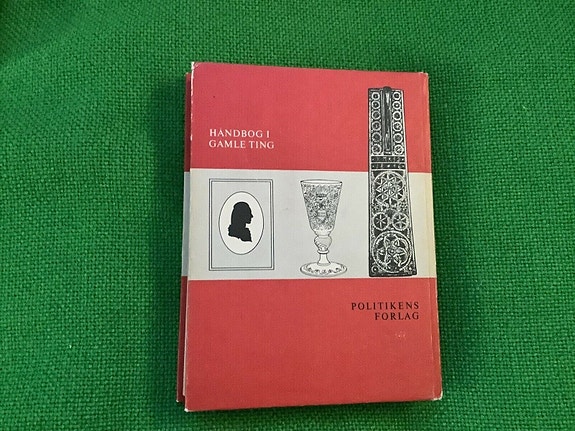 HÅNDBOG I
GAMLE TING
POLITIKENS
FORLAG